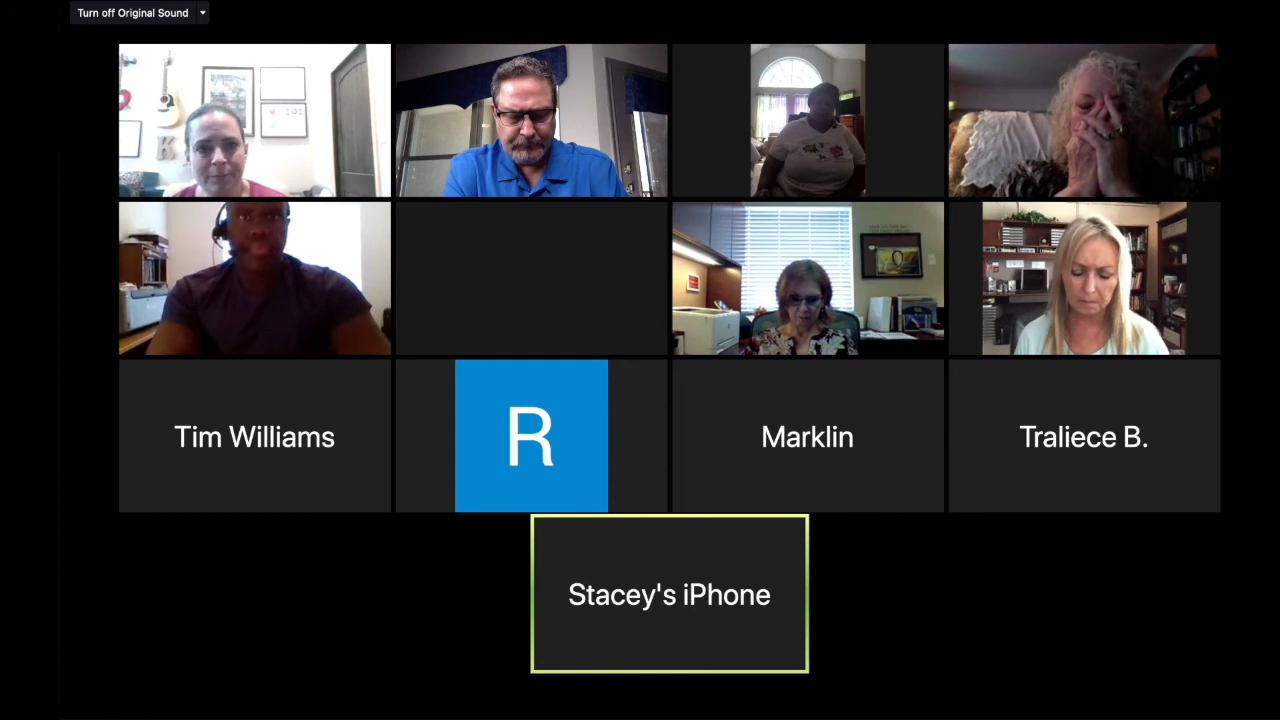 Turn off Original Sound
K
Tim Williams
R
Marklin
Traliece B.
Stacey's iPhone